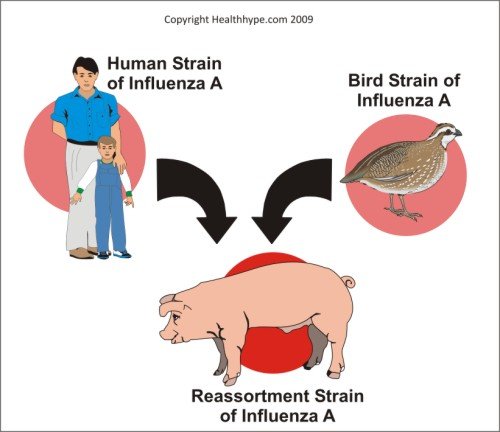 Copyright Healthhype.com 2009
Human Strain
of Influenza A
Bird Strain of
Influenza A
Reassortment Strain
of Influenza A